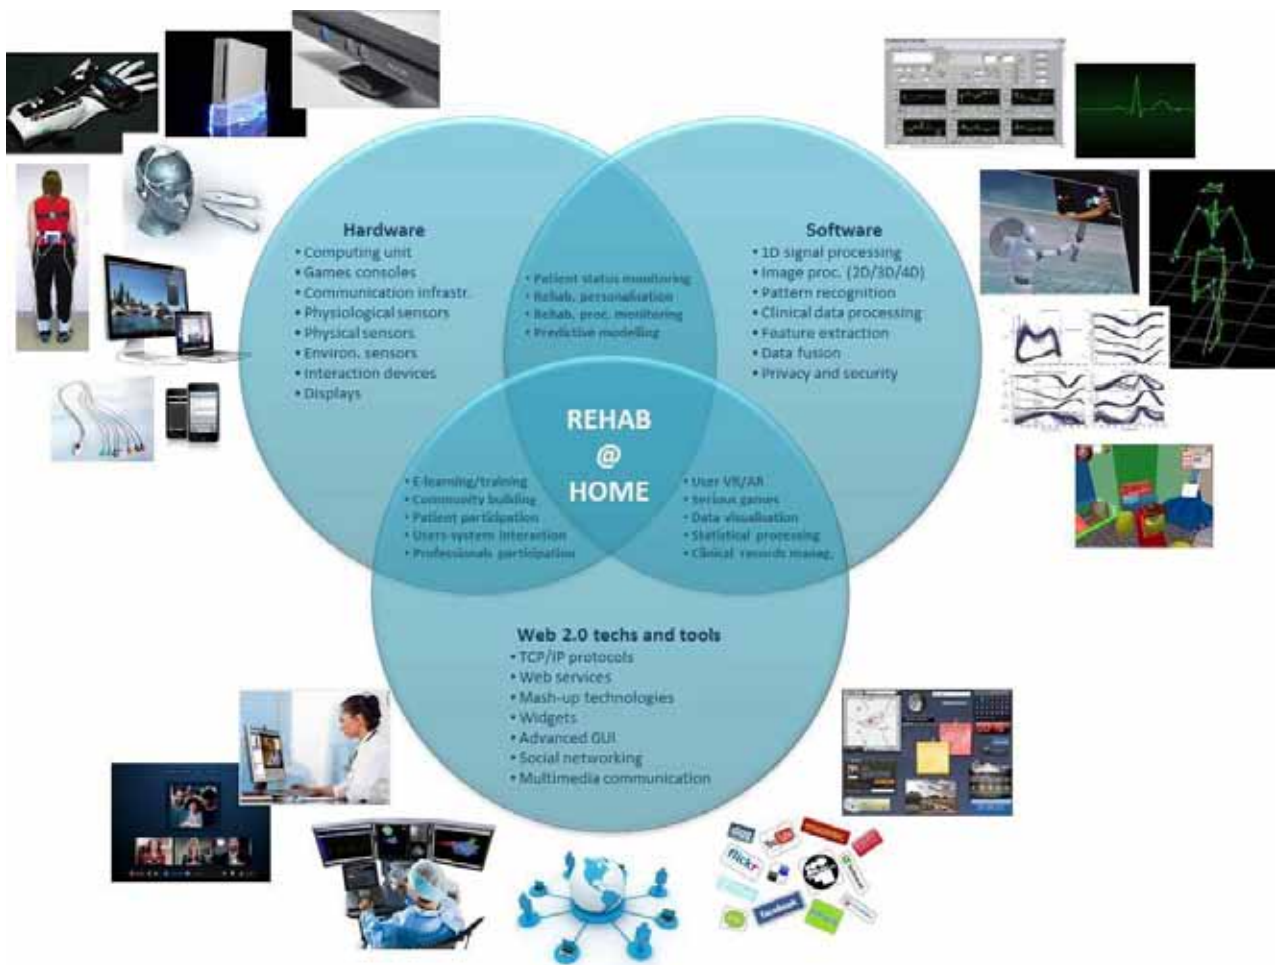 Hardware
• Computing unit
• Games consoles
• Communication infrastr.
• Physiological sensors
• Physical sensors
• Environ. sensors
• Interaction devices
• Displays
Software
• 1D signal processing
• Image proc. (2D/3D/4D)
• Pattern recognition
• Clinical data processing
• Feature extraction
• Data fusion
• Privacy and security
• Patient status monitoring
• Rehab. personalisation
• Rehab. proc. monitoring
• Predictive modelling
REHAB
@
HOME
• E-learning/training
• Community building
• Patient participation
• Users-system interaction
• Professionals participation
• User VR/AR
• Serious games
• Data visualisation
• Statistical processing
• Clinical records manag.
Web 2.0 techs and tools
• TCP/IP protocols
• Web services
• Mash-up technologies
• Widgets
• Advanced GUI
• Social networking
• Multimedia communication
digg
flickr
facebook